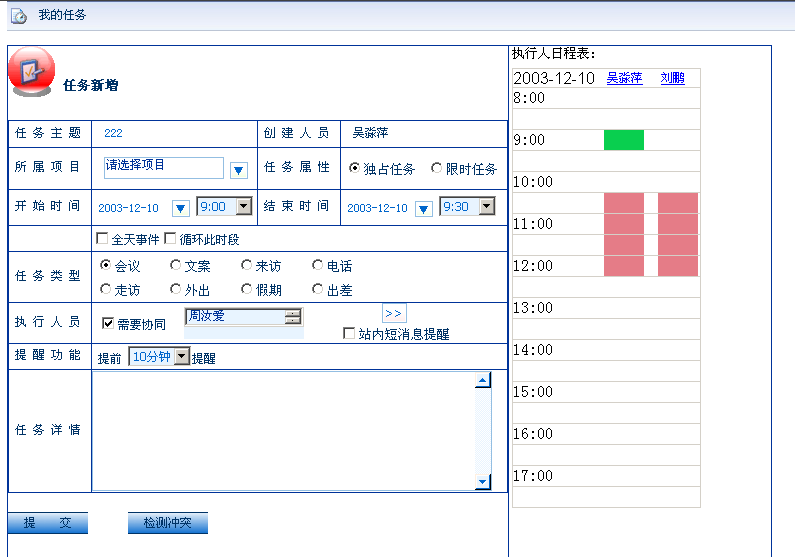 我的任务
任务新增
任务主题 222 创建人员 吴淼萍
所属项目 请选择项目 任务属性 独占任务 限时任务
开始时间 2003-12-10 9:00 结束时间 2003-12-10 9:30
全天事件 循环此时段
任务类型 会议 文案 来访 电话
走访 外出 假期 出差
执行人员 需要协同 周汝爱 >>
站内短消息提醒
提醒功能 提前 10分钟 提醒
任务详情
提 交 检测冲突
执行人日程表:
2003-12-10 吴淼萍 刘鹏
8:00
9:00
10:00
11:00
12:00
13:00
14:00
15:00
16:00
17:00